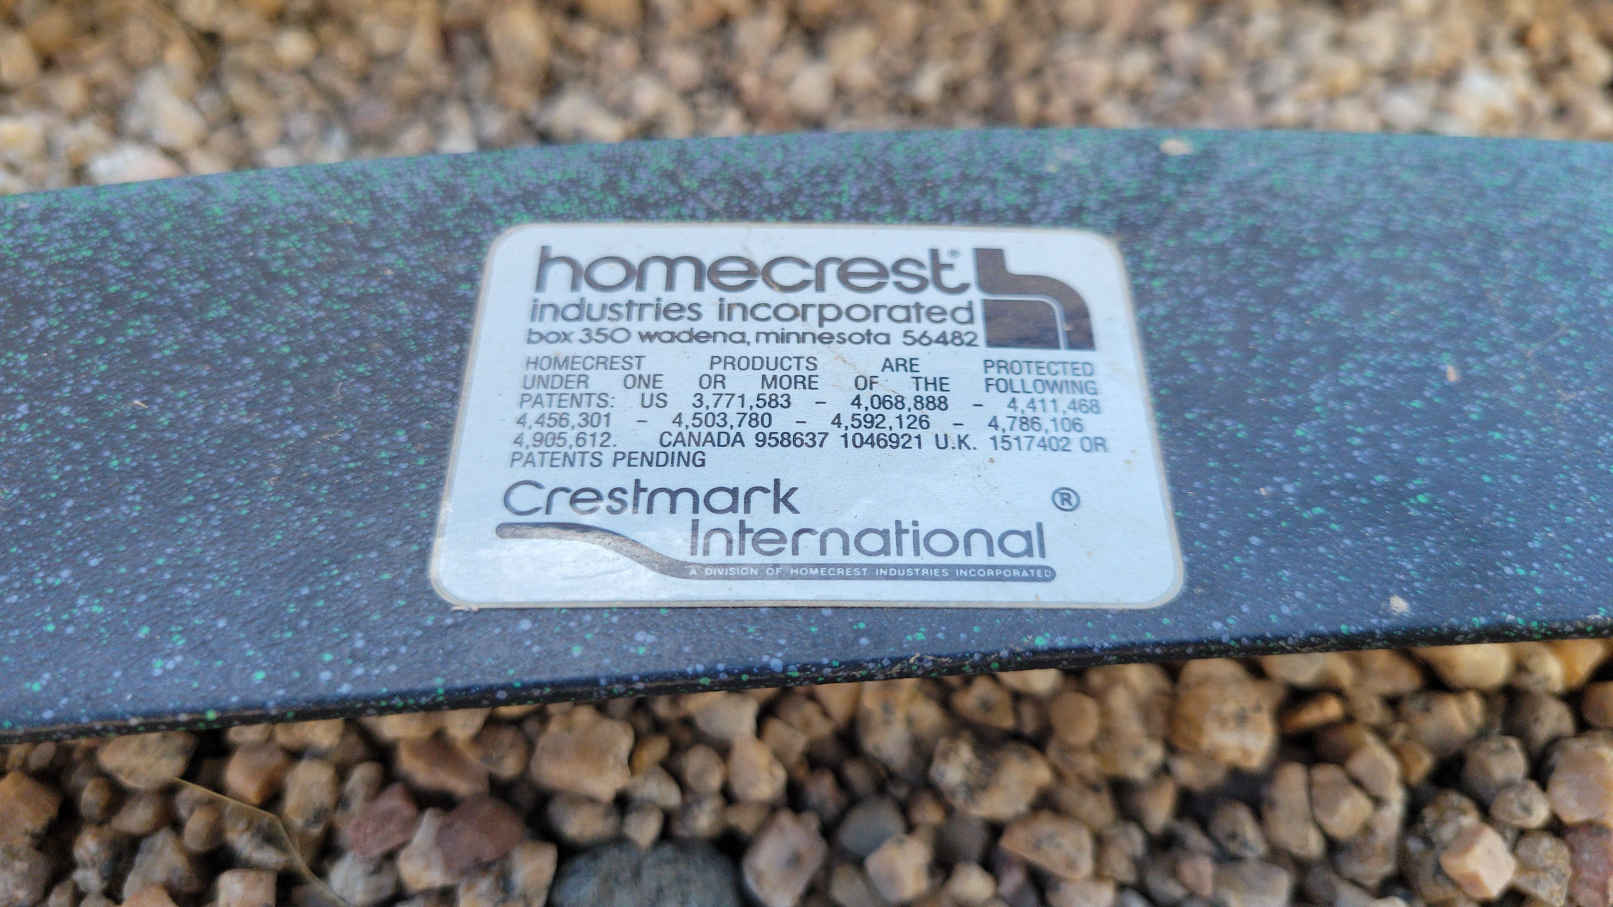 homecrest®
industries incorporated
box 350 wadena, minnesota 56482
HOMECREST PRODUCTS ARE PROTECTED
UNDER ONE OR MORE OF THE FOLLOWING
PATENTS: US 3,771,583 - 4,068,888 - 4,411,468
4,456,301 - 4,503,780 - 4,592,126 - 4,786,106
4,905,612. CANADA 958637 1046921 U.K. 1517402 OR
PATENTS PENDING
Crestmark ®
International
A DIVISION OF HOMECREST INDUSTRIES INCORPORATED